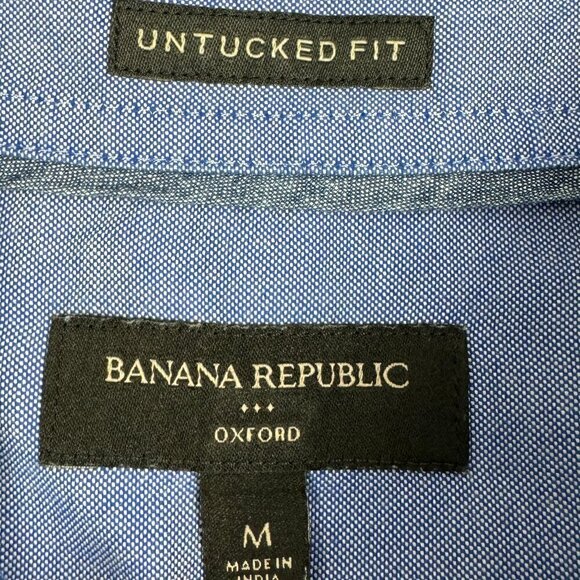 UNTUCKED FIT
BANANA REPUBLIC
OXFORD
M
MADE IN
INDIA